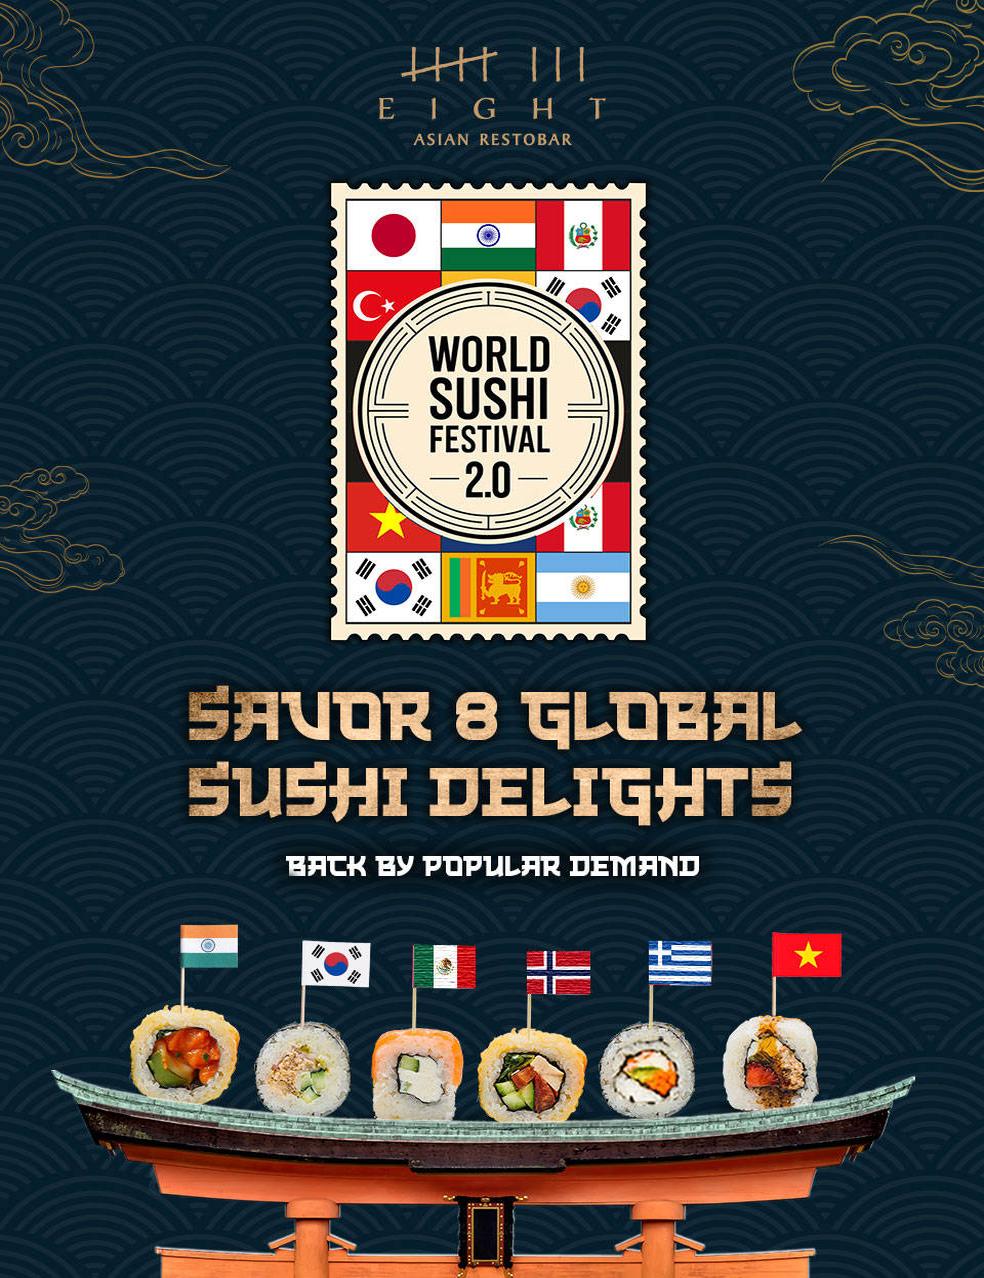 EIGHT
ASIAN RESTOBAR
WORLD
SUSHI
FESTIVAL
2.0
SAVOR 8 GLOBAL
SUSHI DELIGHTS
BACK BY POPULAR DEMAND